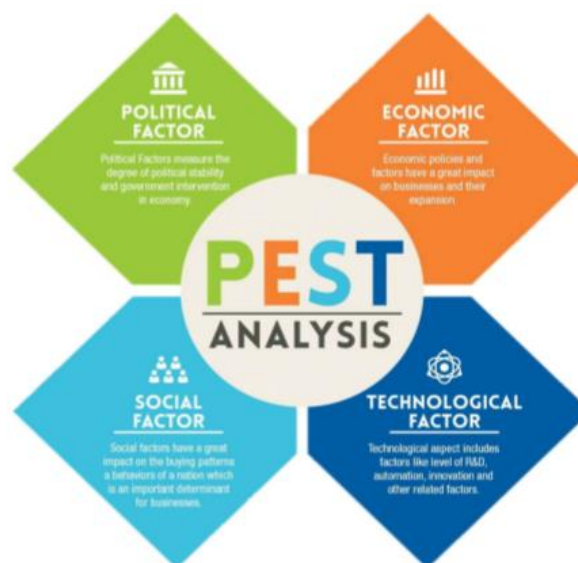 POLITICAL
FACTOR
Political Factors measure the
degree of political stability
and government intervention
in economy.
ECONOMIC
FACTOR
Economic policies and
factors have a great impact
on businesses and their
expansion.
PEST
ANALYSIS
SOCIAL
FACTOR
Social factors have a great
impact on the buying patterns
a behaviors of a nation which
is an important determinant
for businesses.
TECHNOLOGICAL
FACTOR
Technological aspect includes
factors like level of R&D,
automation, innovation and
other related factors.